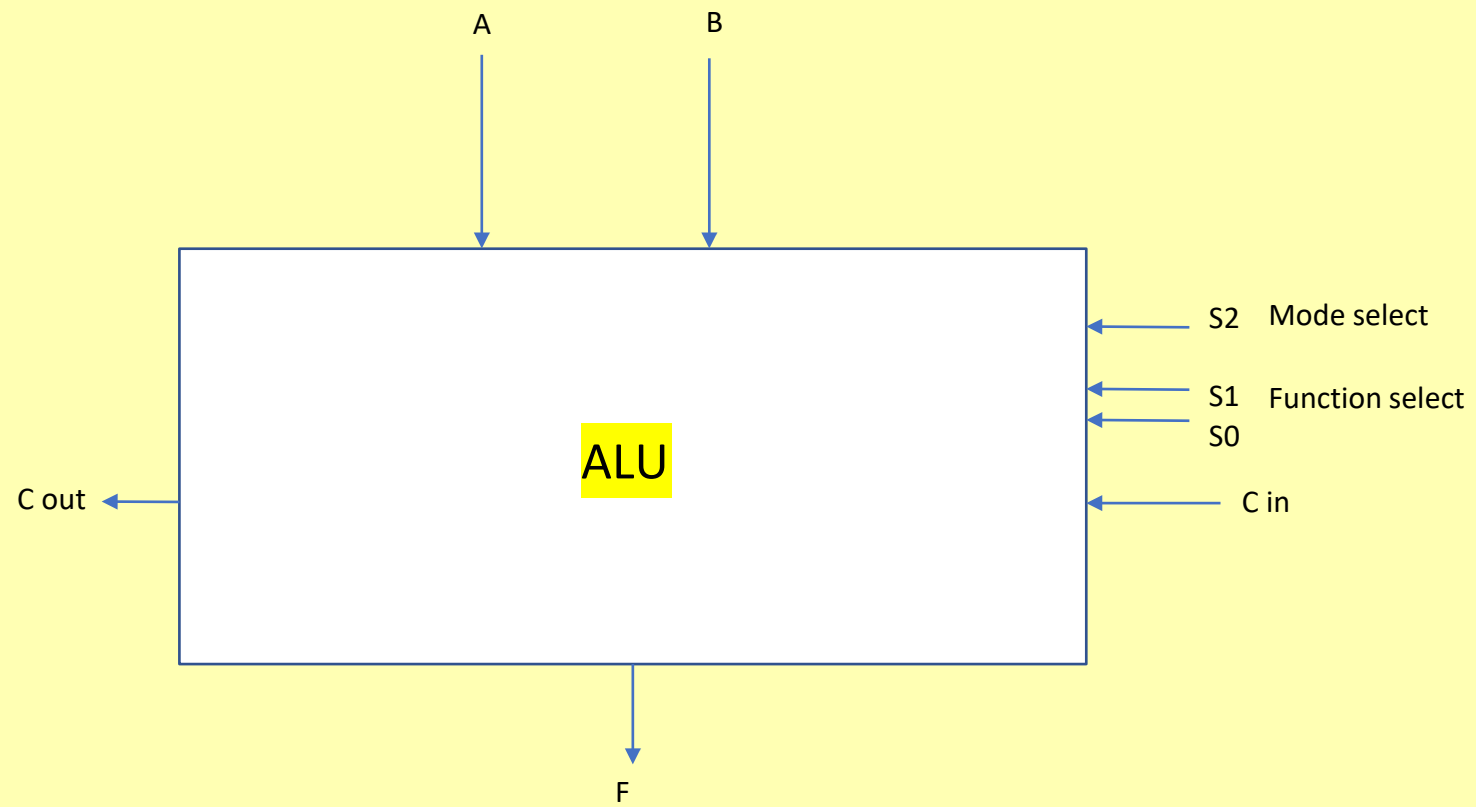 A
B
S2 Mode select
S1 Function select
S0
ALU
C out
C in
F